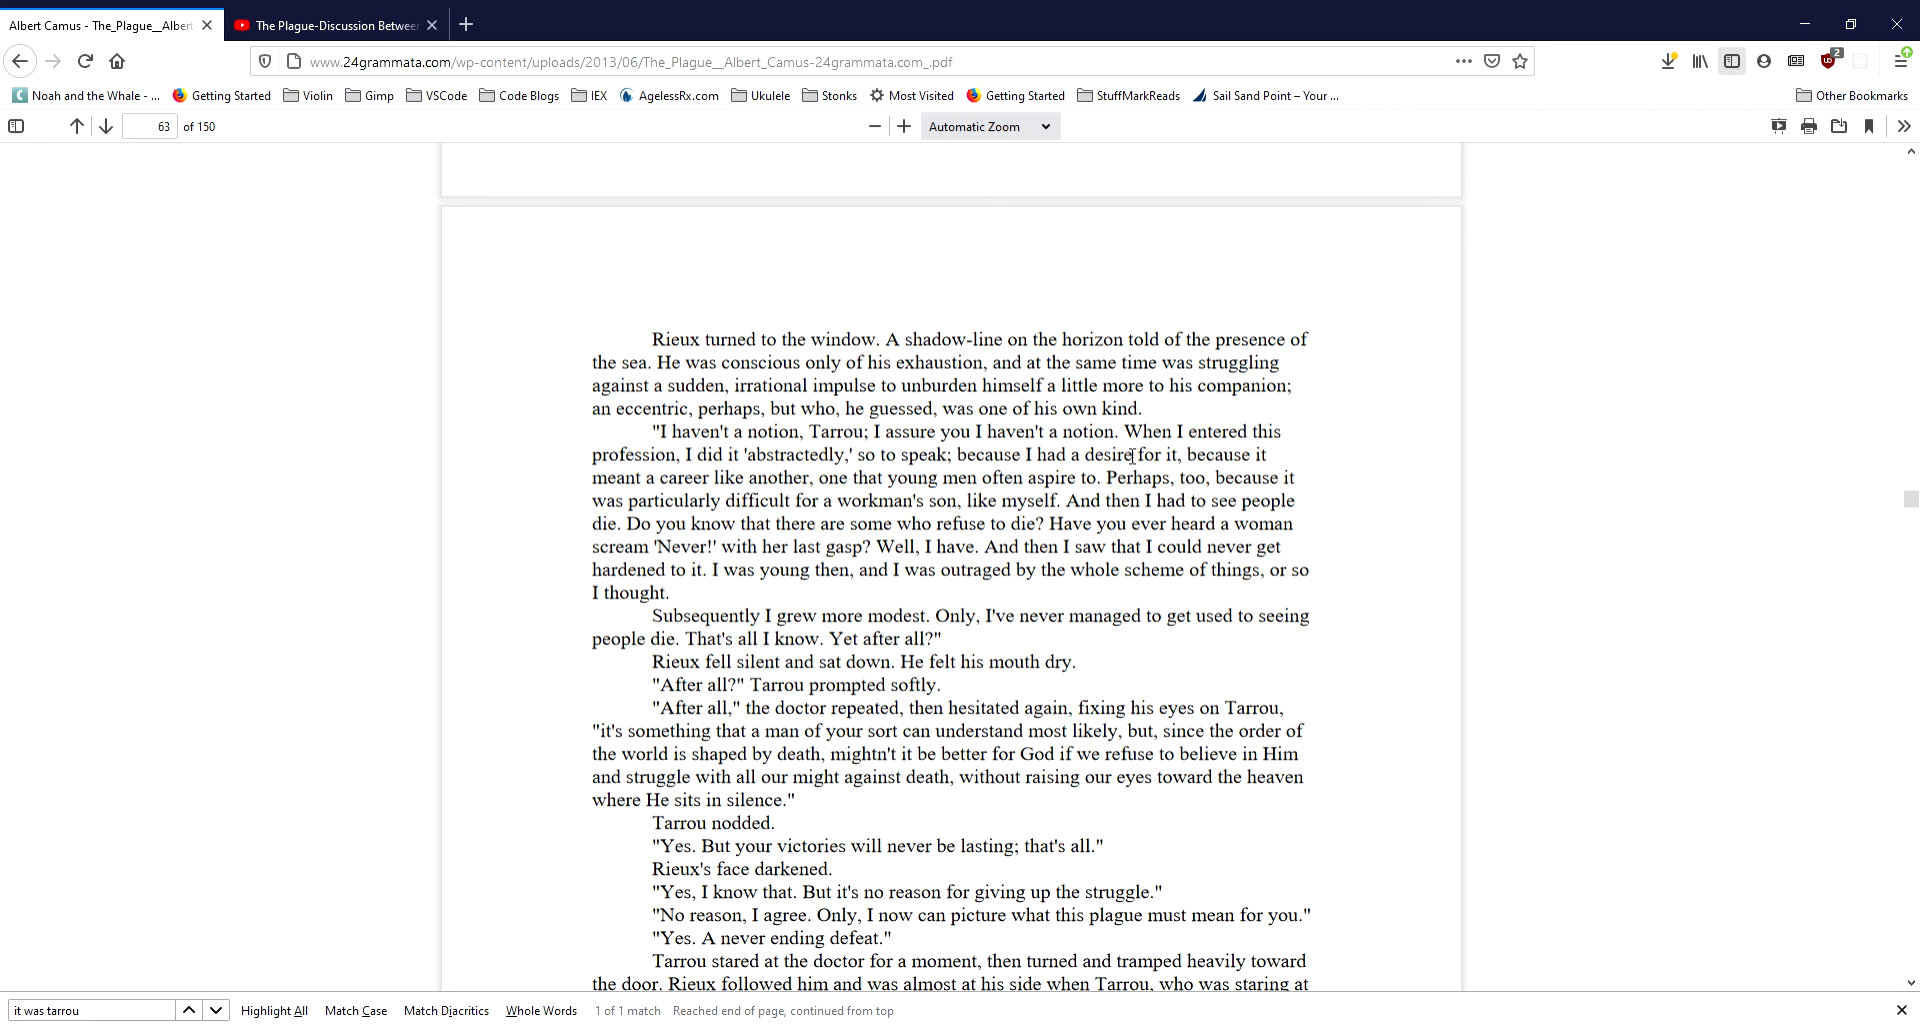 Albert Camus - The_Plague__Albert
The Plague-Discussion Betwee
www.24grammata.com/wp-content/uploads/2013/06/The_Plague__Albert_Camus-24grammata.com_.pdf
2
Noah and the Whale - ...
Getting Started
Violin
Gimp
VSCode
Code Blogs
IEX
AgelessRx.com
Ukulele
Stonks
Most Visited
Getting Started
StuffMarkReads
Sail Sand Point – Your ...
Other Bookmarks
63 of 150
Automatic Zoom
Rieux turned to the window. A shadow-line on the horizon told of the presence of
the sea. He was conscious only of his exhaustion, and at the same time was struggling
against a sudden, irrational impulse to unburden himself a little more to his companion;
an eccentric, perhaps, but who, he guessed, was one of his own kind.
"I haven't a notion, Tarrou; I assure you I haven't a notion. When I entered this
profession, I did it 'abstractedly,' so to speak; because I had a desire for it, because it
meant a career like another, one that young men often aspire to. Perhaps, too, because it
was particularly difficult for a workman's son, like myself. And then I had to see people
die. Do you know that there are some who refuse to die? Have you ever heard a woman
scream 'Never!' with her last gasp? Well, I have. And then I saw that I could never get
hardened to it. I was young then, and I was outraged by the whole scheme of things, or so
I thought.
Subsequently I grew more modest. Only, I've never managed to get used to seeing
people die. That's all I know. Yet after all?"
Rieux fell silent and sat down. He felt his mouth dry.
"After all?" Tarrou prompted softly.
"After all," the doctor repeated, then hesitated again, fixing his eyes on Tarrou,
"it's something that a man of your sort can understand most likely, but, since the order of
the world is shaped by death, mightn't it be better for God if we refuse to believe in Him
and struggle with all our might against death, without raising our eyes toward the heaven
where He sits in silence."
Tarrou nodded.
"Yes. But your victories will never be lasting; that's all."
Rieux's face darkened.
"Yes, I know that. But it's no reason for giving up the struggle."
"No reason, I agree. Only, I now can picture what this plague must mean for you."
"Yes. A never ending defeat."
Tarrou stared at the doctor for a moment, then turned and tramped heavily toward
the door. Rieux followed him and was almost at his side when Tarrou, who was staring at
it was tarrou
Highlight All
Match Case
Match Diacritics
Whole Words
1 of 1 match
Reached end of page, continued from top